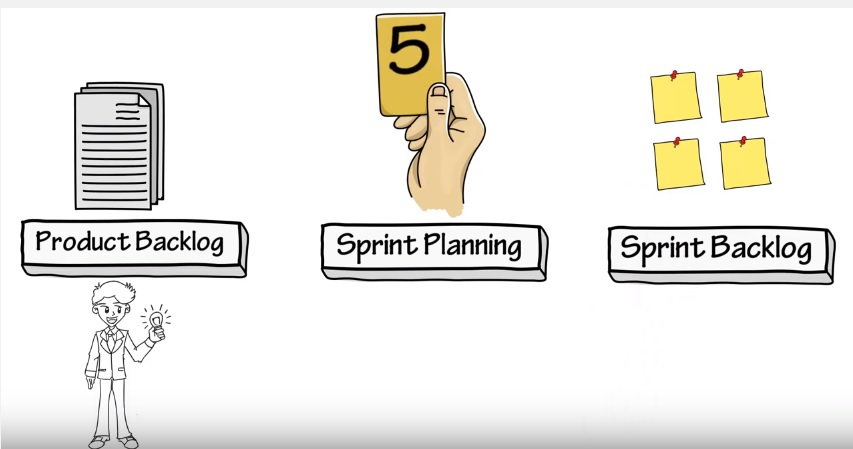 5
Product Backlog
Sprint Planning
Sprint Backlog